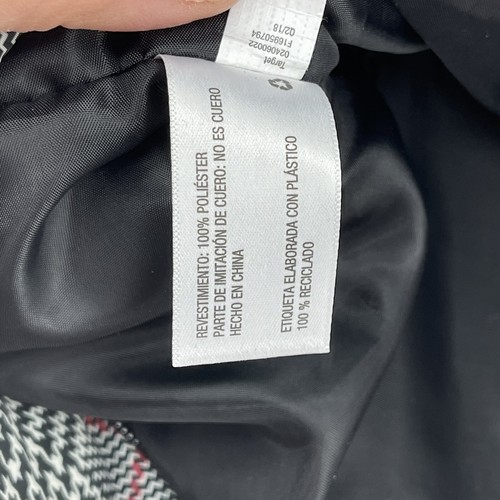 Target
024060022
F16950794
Q2/18
REVESTIMIENTO: 100% POLIÉSTER
PARTE DE IMITACIÓN DE CUERO: NO ES CUERO
HECHO EN CHINA
ETIQUETA ELABORADA CON PLÁSTICO
100 % RECICLADO